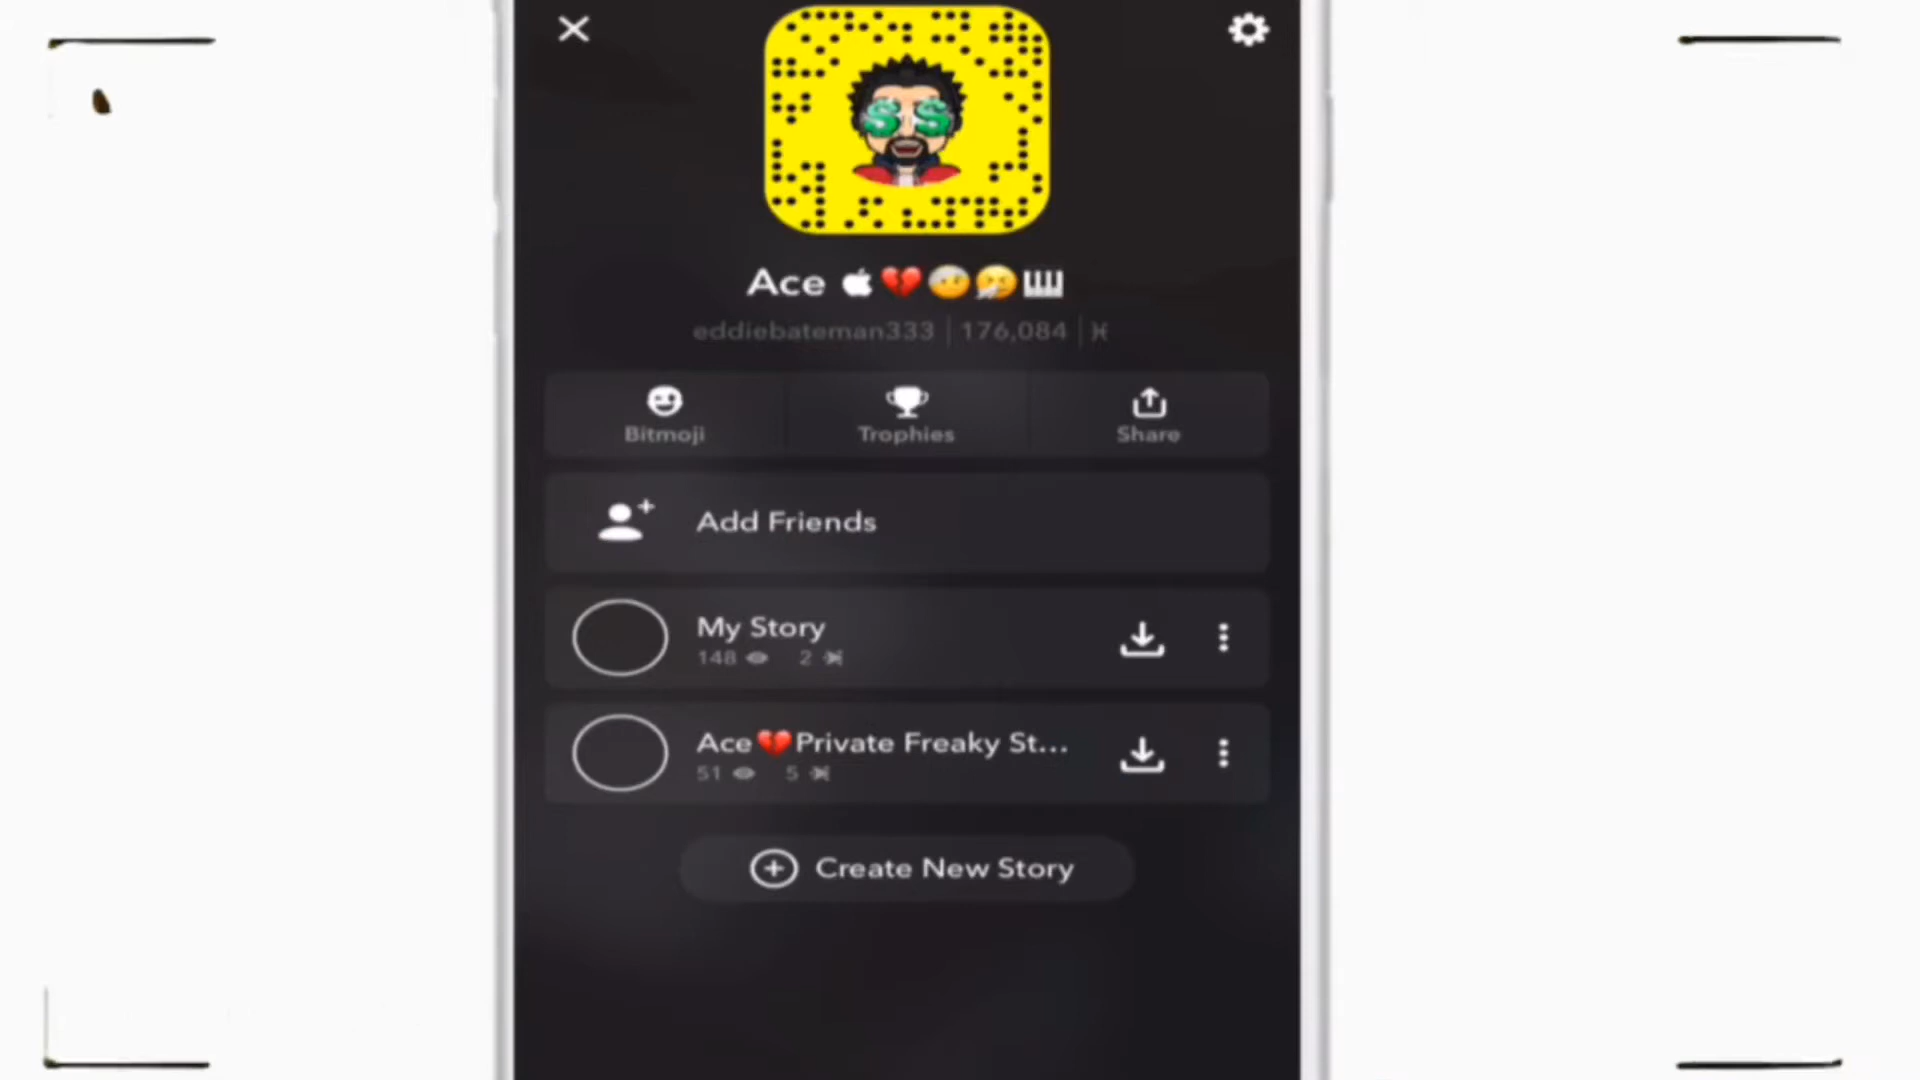 Ace 💔🤕🤧🎹
eddiebateman333 | 176,084 | ♓
Bitmoji
Trophies
Share
Add Friends
My Story
148 2
Ace💔Private Freaky St...
51 5
Create New Story